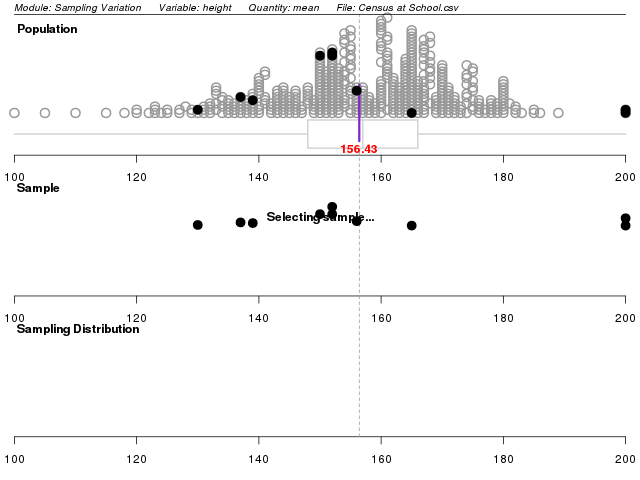 Module: Sampling Variation Variable: height Quantity: mean File: Census at School.csv
Population
156.43
100 120 140 160 180 200
Sample
Selecting sample...
100 120 140 160 180 200
Sampling Distribution
100 120 140 160 180 200